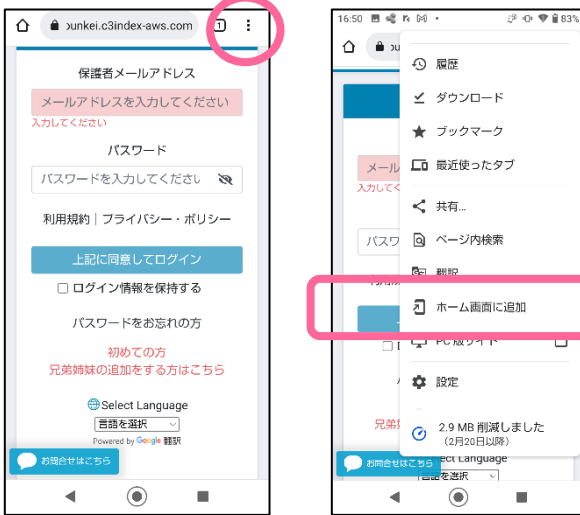 ounkei.c3index-aws.com
1
保護者メールアドレス
メールアドレスを入力してください
入力してください
パスワード
パスワードを入力してくださし
利用規約｜プライバシー・ポリシー
上記に同意してログイン
ログイン情報を保持する
パスワードをお忘れの方
初めての方
兄弟姉妹の追加をする方はこちら
Select Language
言語を選択
Powered by Google 翻訳
お問合せはこちら
16:50
83%
履歴
ダウンロード
ブックマーク
最近使ったタブ
共有...
ページ内検索
翻訳
ホーム画面に追加
PC 版サイト
設定
2.9 MB 削減しました
(2月20日以降)
メール
入力してく
パスワ
兄弟姉
ect Language
言語を選択
お問合せはこちら